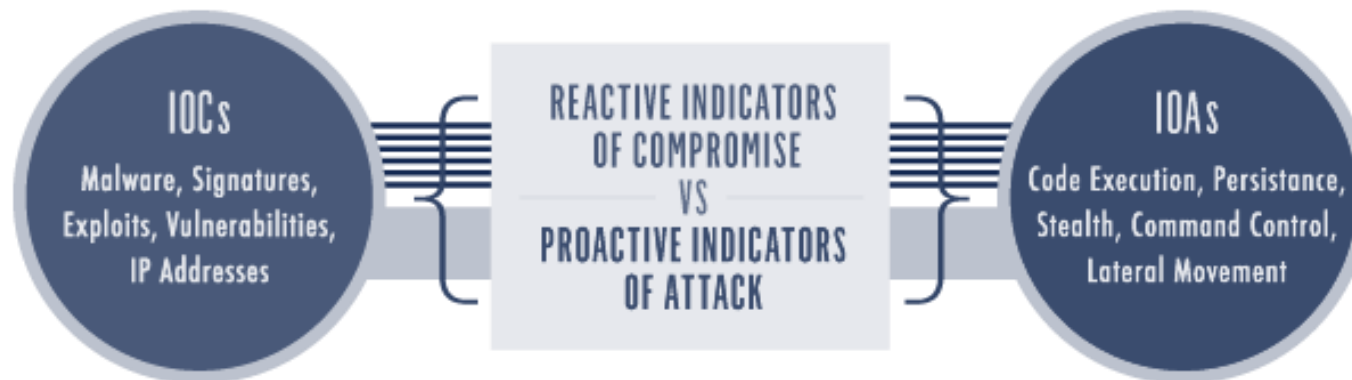 IOCs
Malware, Signatures,
Exploits, Vulnerabilities,
IP Addresses
REACTIVE INDICATORS
OF COMPROMISE
VS
PROACTIVE INDICATORS
OF ATTACK
IOAs
Code Execution, Persistance,
Stealth, Command Control,
Lateral Movement